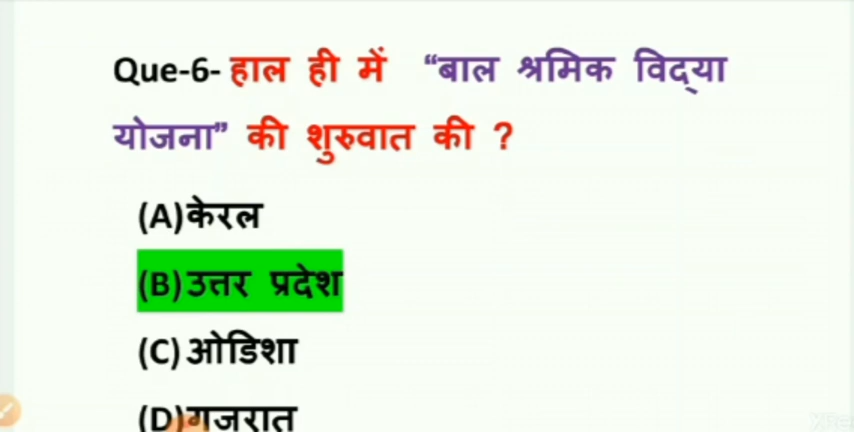 Que-6- हाल ही में “बाल श्रमिक विद्या
योजना” की शुरुवात की ?
(A)केरल
(B)उत्तर प्रदेश
(C)ओडिशा
(D)गुजरात